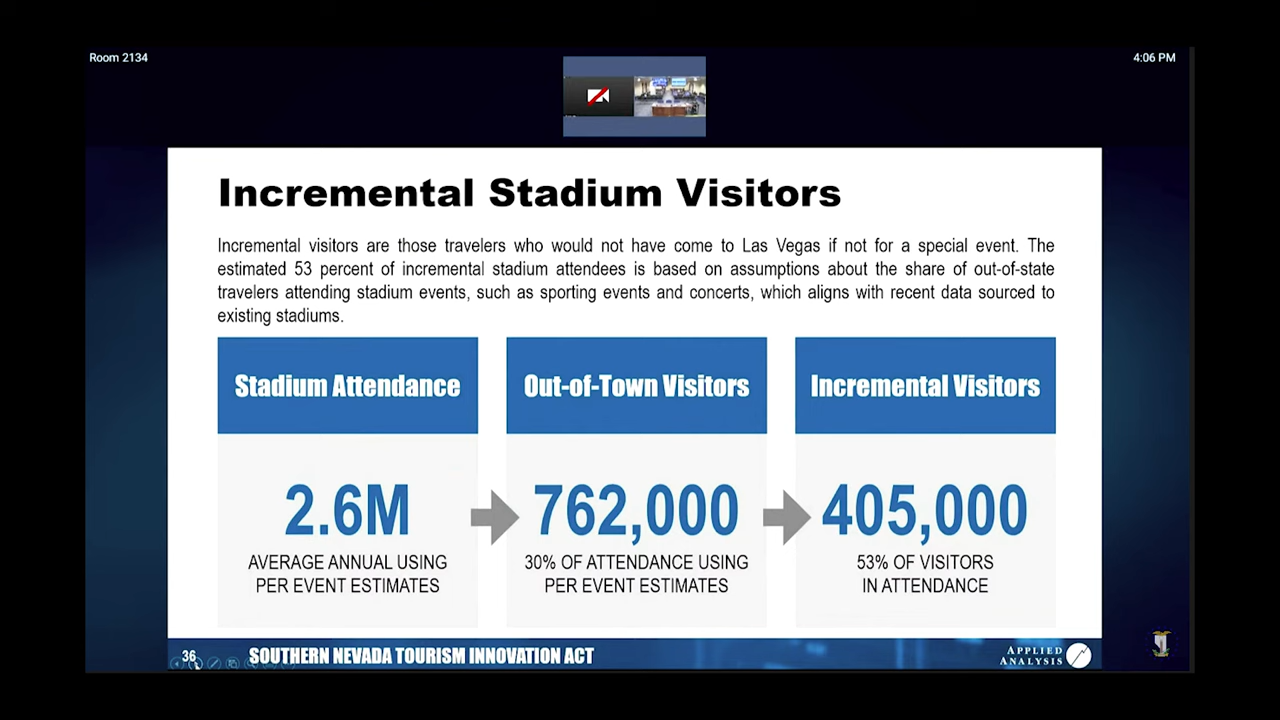 Room 2134
4:06 PM
Incremental Stadium Visitors
Incremental visitors are those travelers who would not have come to Las Vegas if not for a special event. The
estimated 53 percent of incremental stadium attendees is based on assumptions about the share of out-of-state
travelers attending stadium events, such as sporting events and concerts, which aligns with recent data sourced to
existing stadiums.
Stadium Attendance
2.6M
AVERAGE ANNUAL USING
PER EVENT ESTIMATES
Out-of-Town Visitors
762,000
30% OF ATTENDANCE USING
PER EVENT ESTIMATES
Incremental Visitors
405,000
53% OF VISITORS
IN ATTENDANCE
36
SOUTHERN NEVADA TOURISM INNOVATION ACT
APPLIED
ANALYSIS